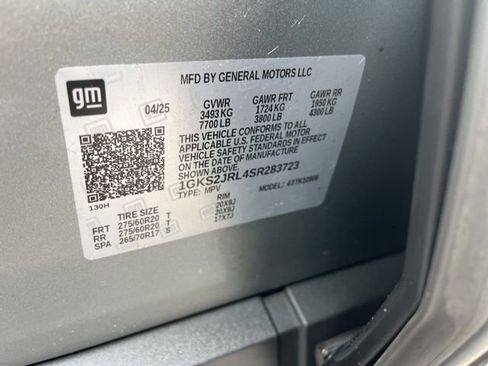 gm
MFD BY GENERAL MOTORS LLC
04/25 GVWR GAWR FRT GAWR RR
3493 KG 1724 KG 1950 KG
7700 LB 3800 LB 4300 LB
THIS VEHICLE CONFORMS TO ALL
APPLICABLE U.S. FEDERAL MOTOR
VEHICLE SAFETY STANDARDS IN EFFECT
ON THE DATE OF MANUFACTURE
SHOWN ABOVE.
1GKS2JRL4SR283723
TYPE: MPV MODEL:
130H
TIRE SIZE RIM
FRT 275/60R20 T 20X9J
RR 275/60R20 T 20X9J
SPA 265/70R17 S 17X7J